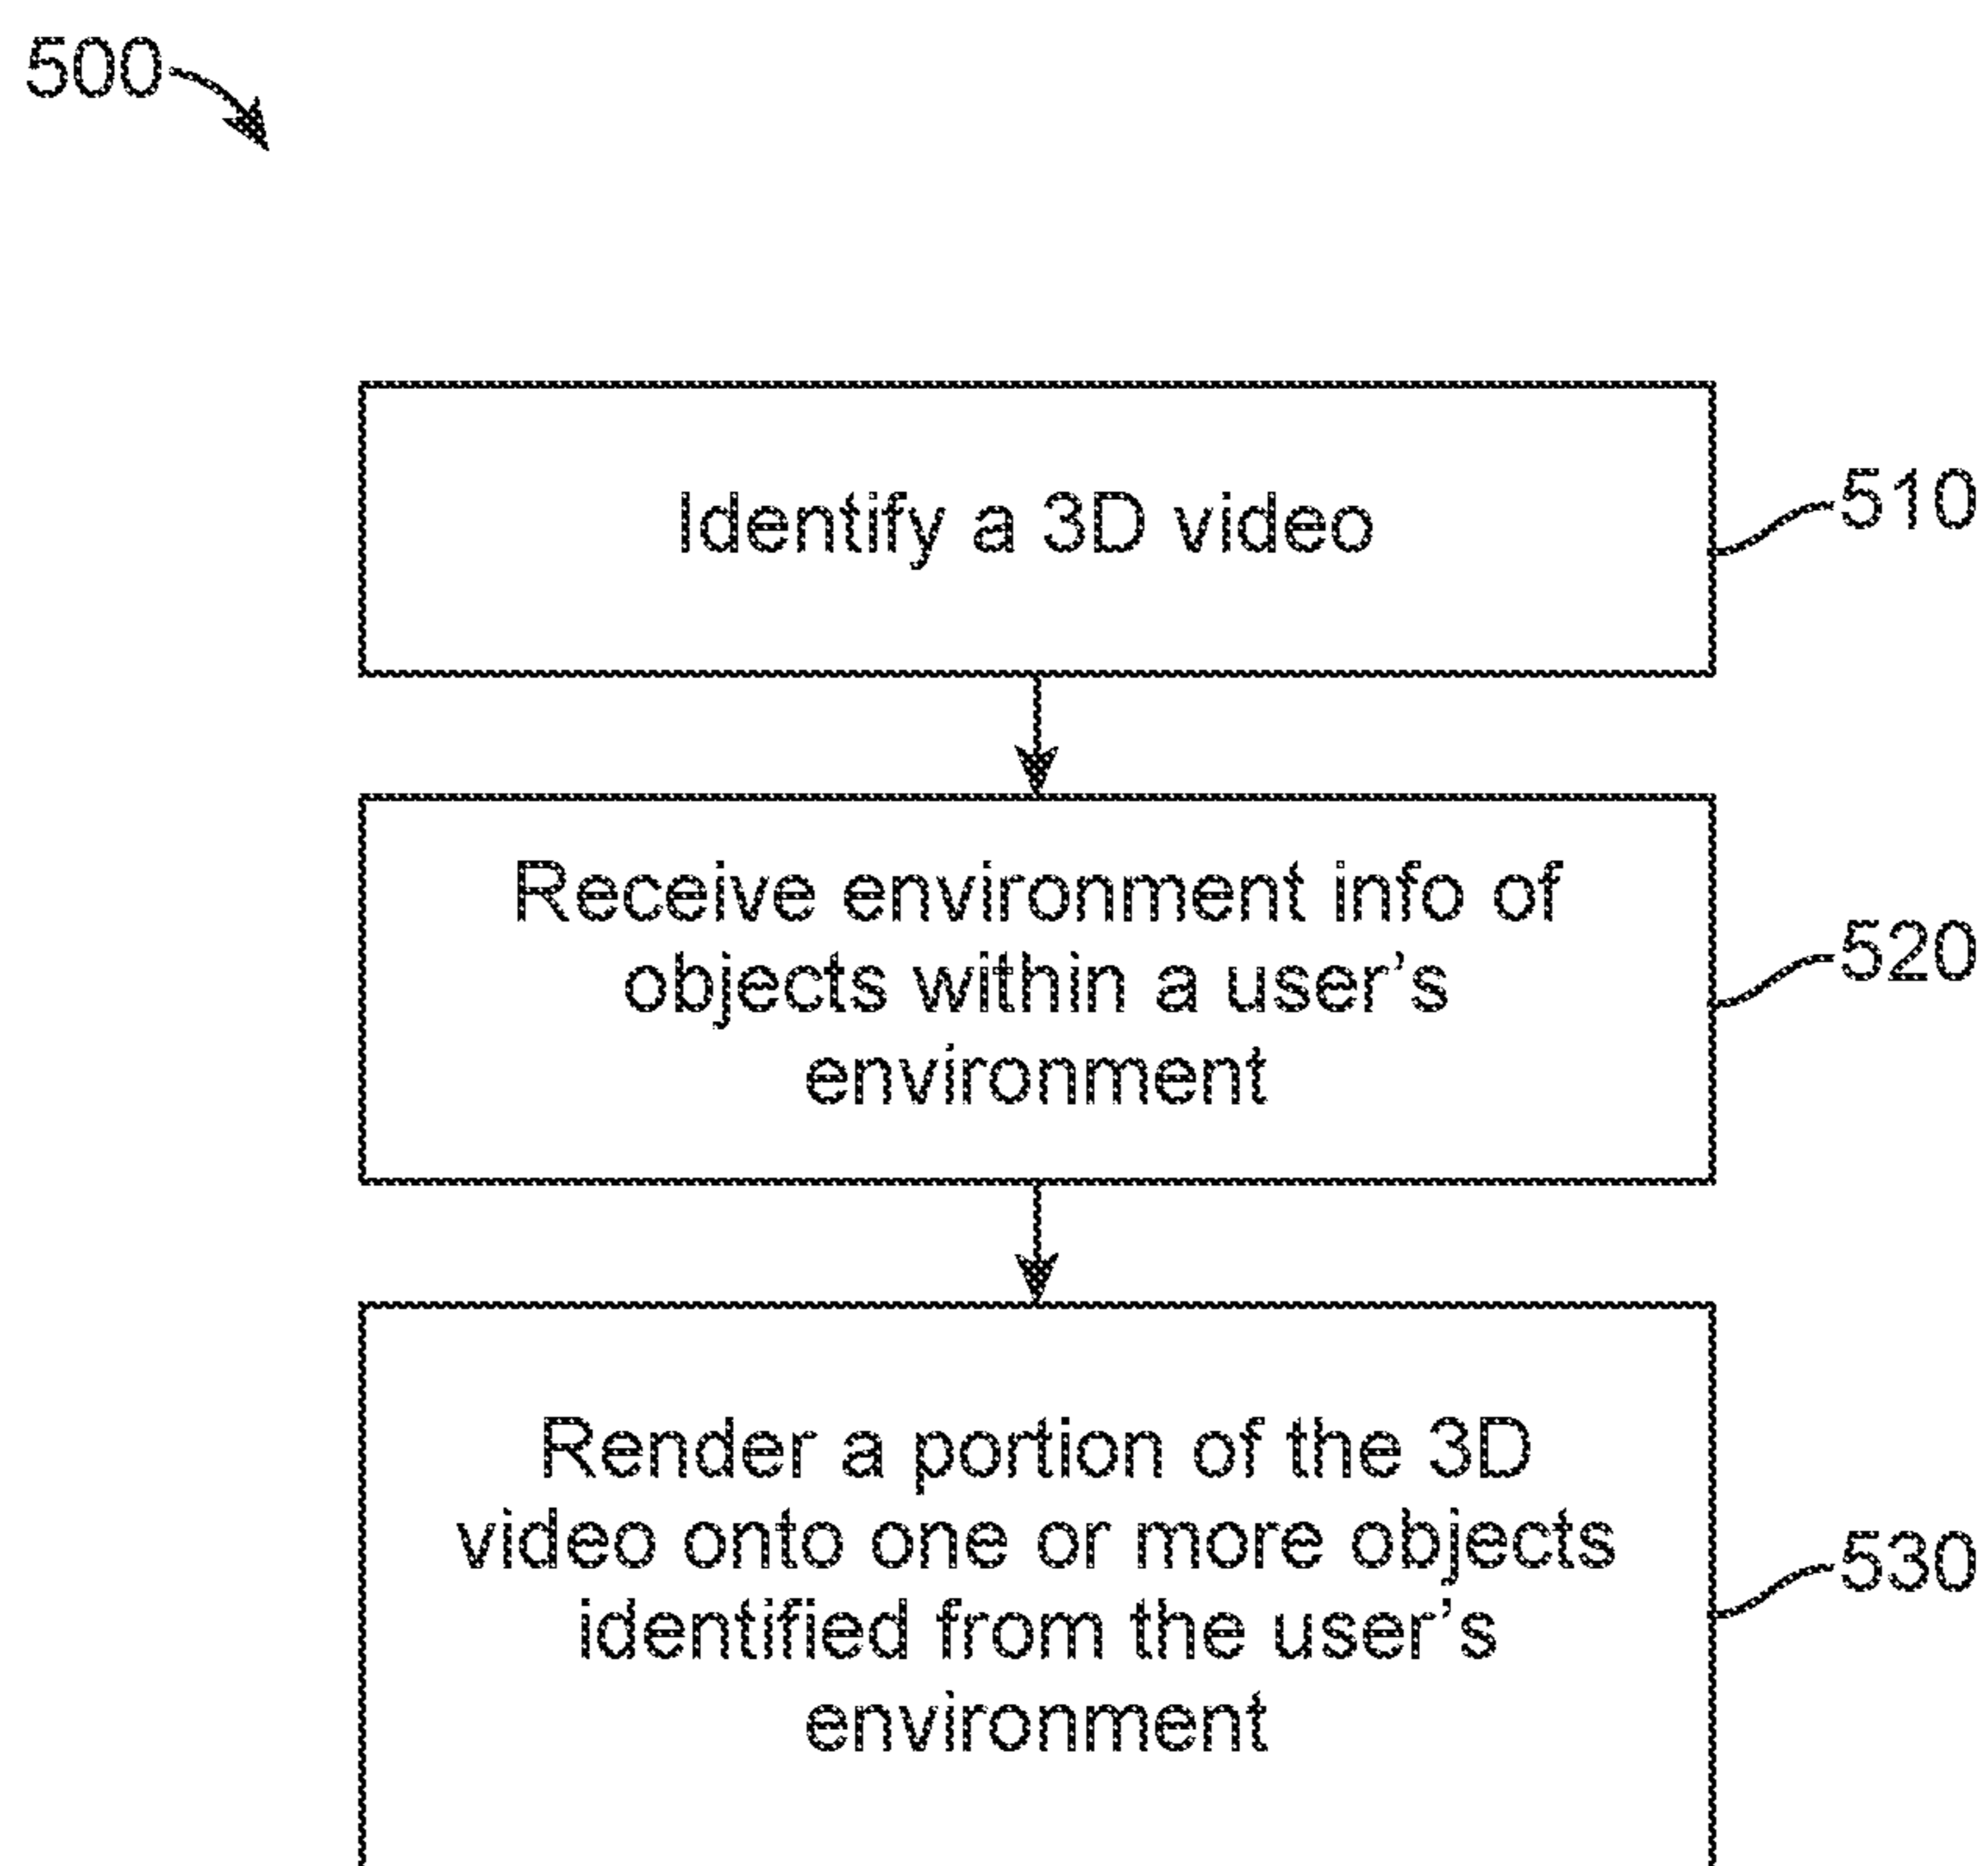 500
Identify a 3D video
510
Receive environment info of
objects within a user's
environment
520
Render a portion of the 3D
video onto one or more objects
identified from the user's
environment
530